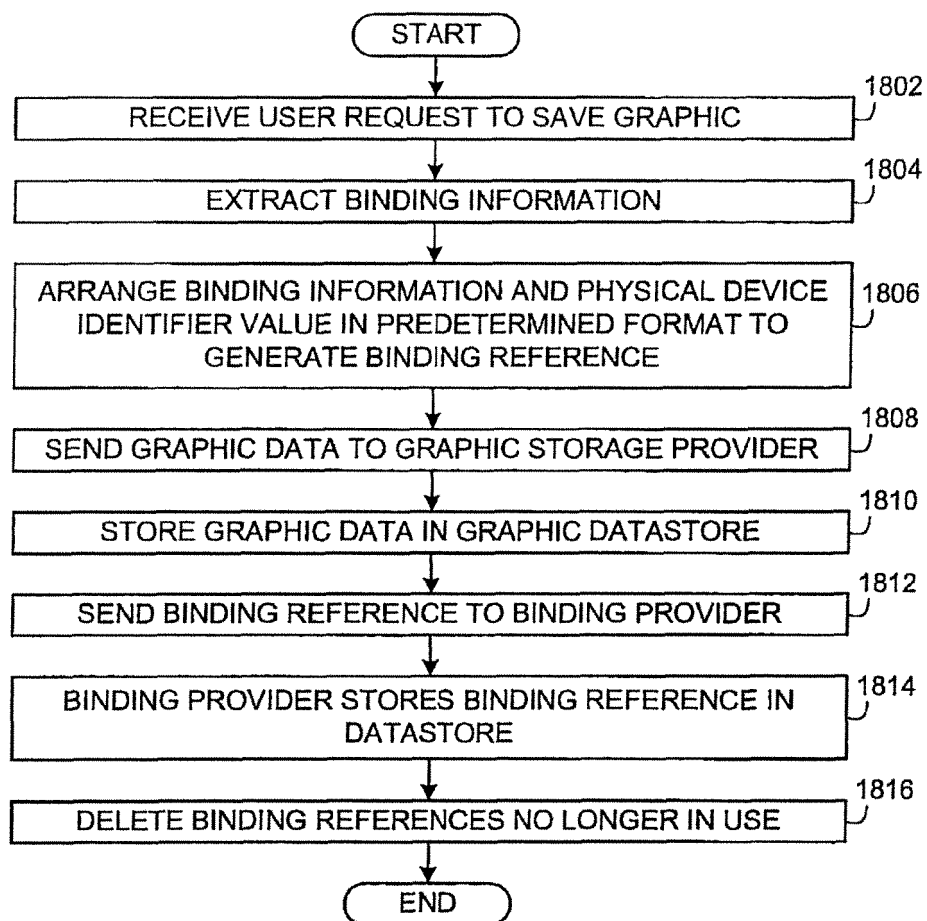 START
1802
RECEIVE USER REQUEST TO SAVE GRAPHIC
1804
EXTRACT BINDING INFORMATION
1806
ARRANGE BINDING INFORMATION AND PHYSICAL DEVICE
IDENTIFIER VALUE IN PREDETERMINED FORMAT TO
GENERATE BINDING REFERENCE
1808
SEND GRAPHIC DATA TO GRAPHIC STORAGE PROVIDER
1810
STORE GRAPHIC DATA IN GRAPHIC DATASTORE
1812
SEND BINDING REFERENCE TO BINDING PROVIDER
1814
BINDING PROVIDER STORES BINDING REFERENCE IN
DATASTORE
1816
DELETE BINDING REFERENCES NO LONGER IN USE
END